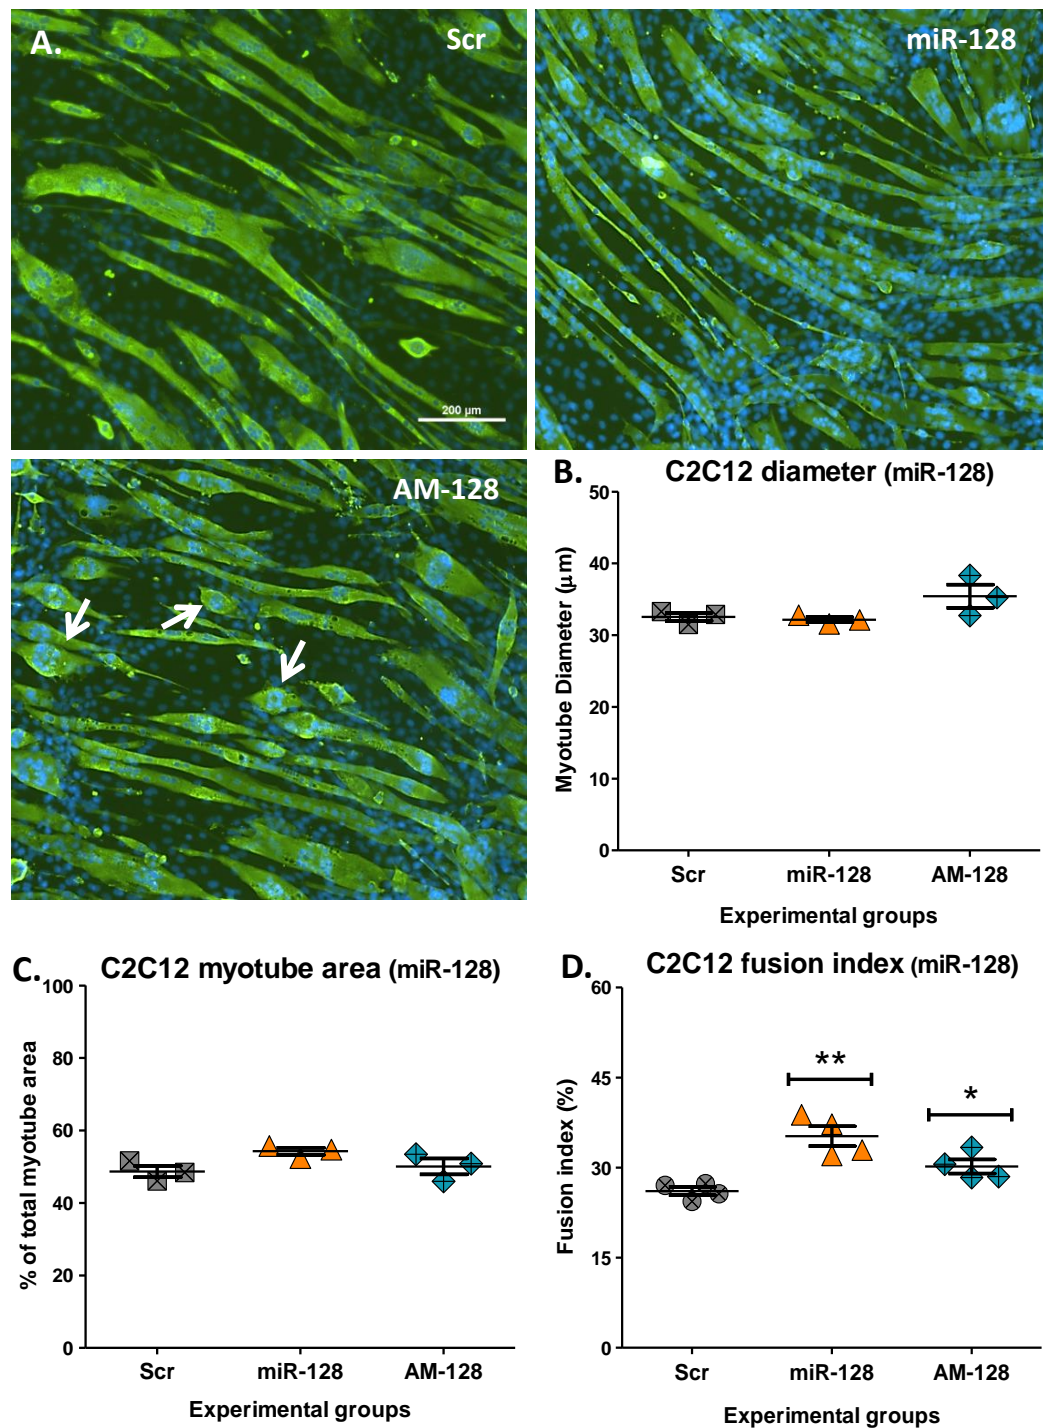 A.
Scr
miR-128
200 µm
AM-128
B.
C2C12 diameter (miR-128)
Myotube Diameter (µm)
50
40
30
20
10
0
Scr miR-128 AM-128
Experimental groups
C.
C2C12 myotube area (miR-128)
% of total myotube area
100
80
60
40
20
0
Scr miR-128 AM-128
Experimental groups
D.
C2C12 fusion index (miR-128)
Fusion index (%)
60
45
30
15
0
**
*
Scr miR-128 AM-128
Experimental groups